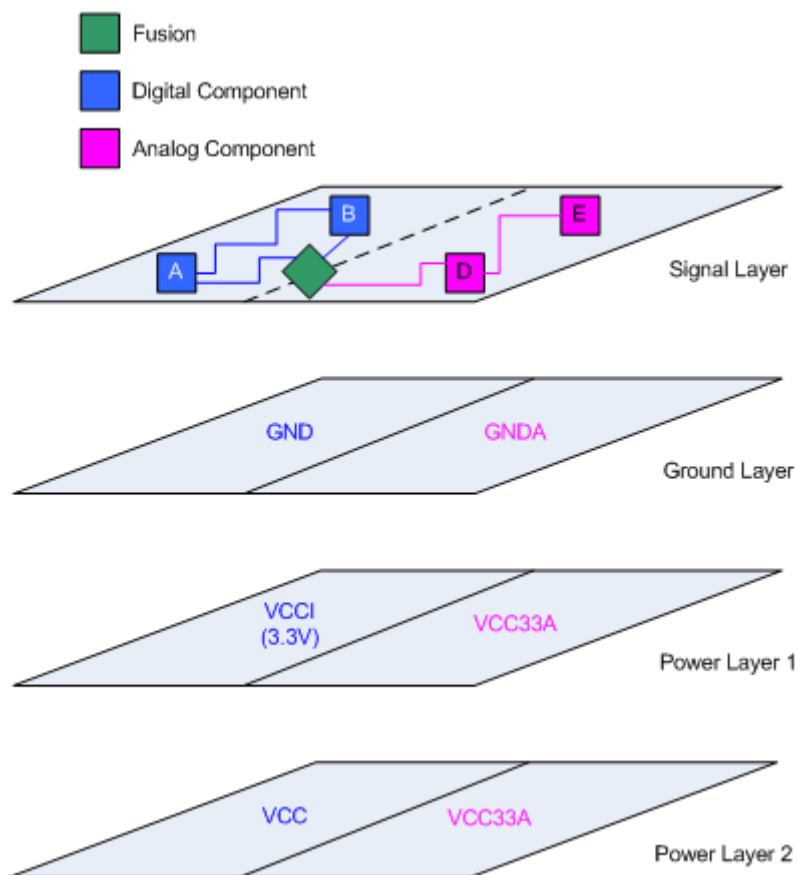 Fusion
Digital Component
Analog Component
B
E
A
D
Signal Layer
GND
GNDA
Ground Layer
VCCI
(3.3V)
VCC33A
Power Layer 1
VCC
VCC33A
Power Layer 2